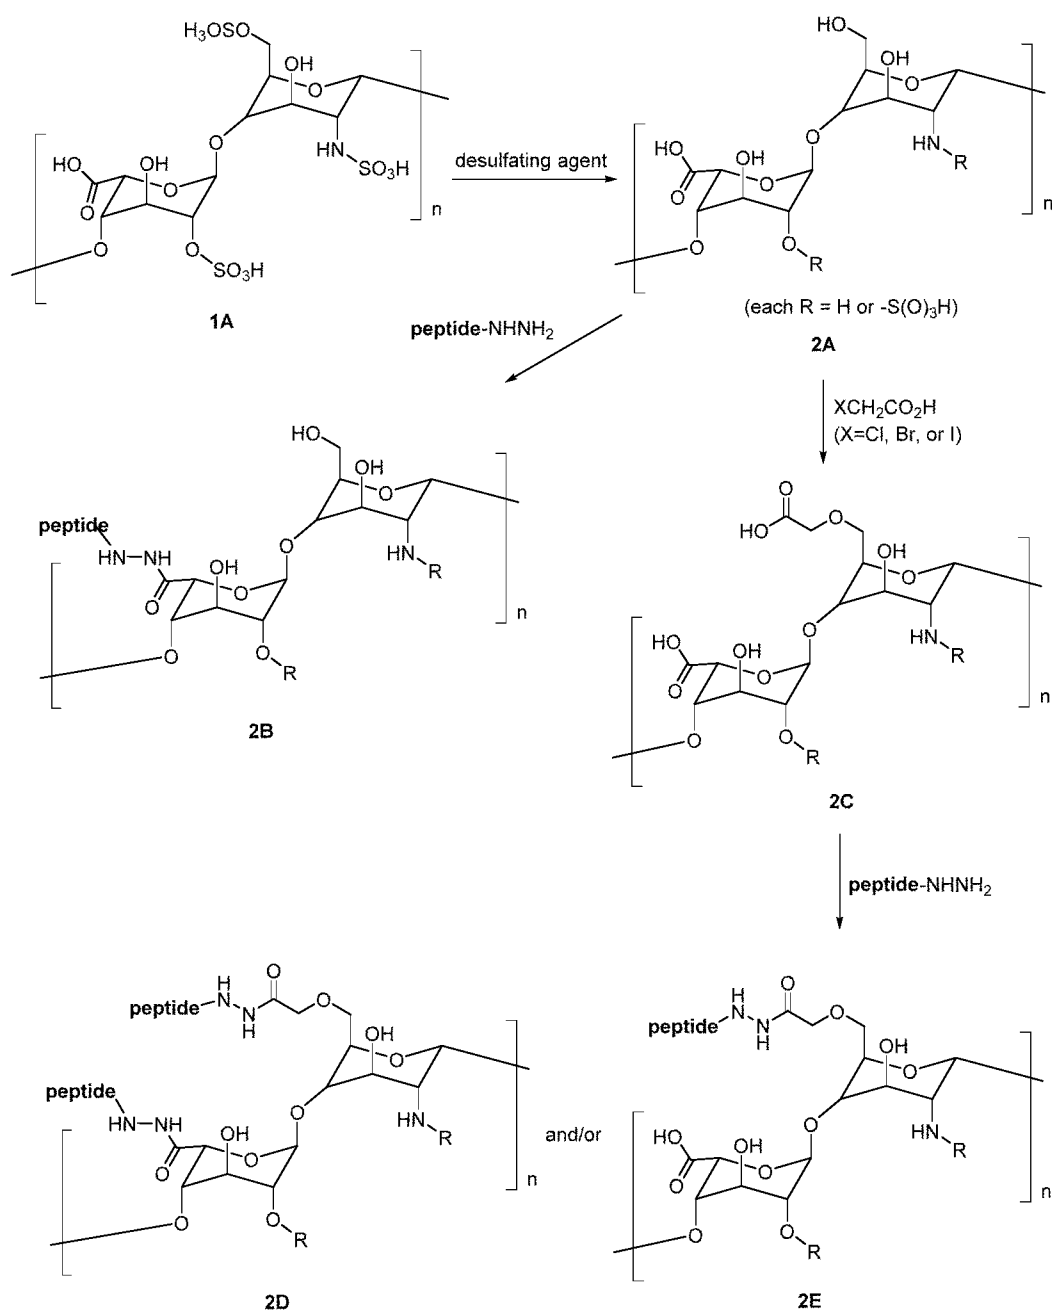 H₃OSO
OH
O
O
HO
OH
HN
SO₃H
O
O
n
O
O
SO₃H
1A
desulfating agent
HO
OH
O
O
HO
OH
HN
R
O
O
n
O
O
R
(each R = H or -S(O)₃H)
2A
peptide-NHNH₂
XCH₂CO₂H
(X=Cl, Br, or I)
HO
OH
O
peptide
HN
NH
OH
O
HN
R
O
O
n
O
O
R
2B
O
O
HO
OH
O
O
HO
OH
HN
R
O
O
n
O
O
R
2C
peptide-NHNH₂
O
H
N
O
peptide
N
H
OH
O
peptide
O
HN
NH
OH
HN
R
O
O
n
O
O
R
2D
and/or
O
H
N
O
peptide
N
H
OH
O
O
HO
OH
HN
R
O
O
n
O
O
R
2E